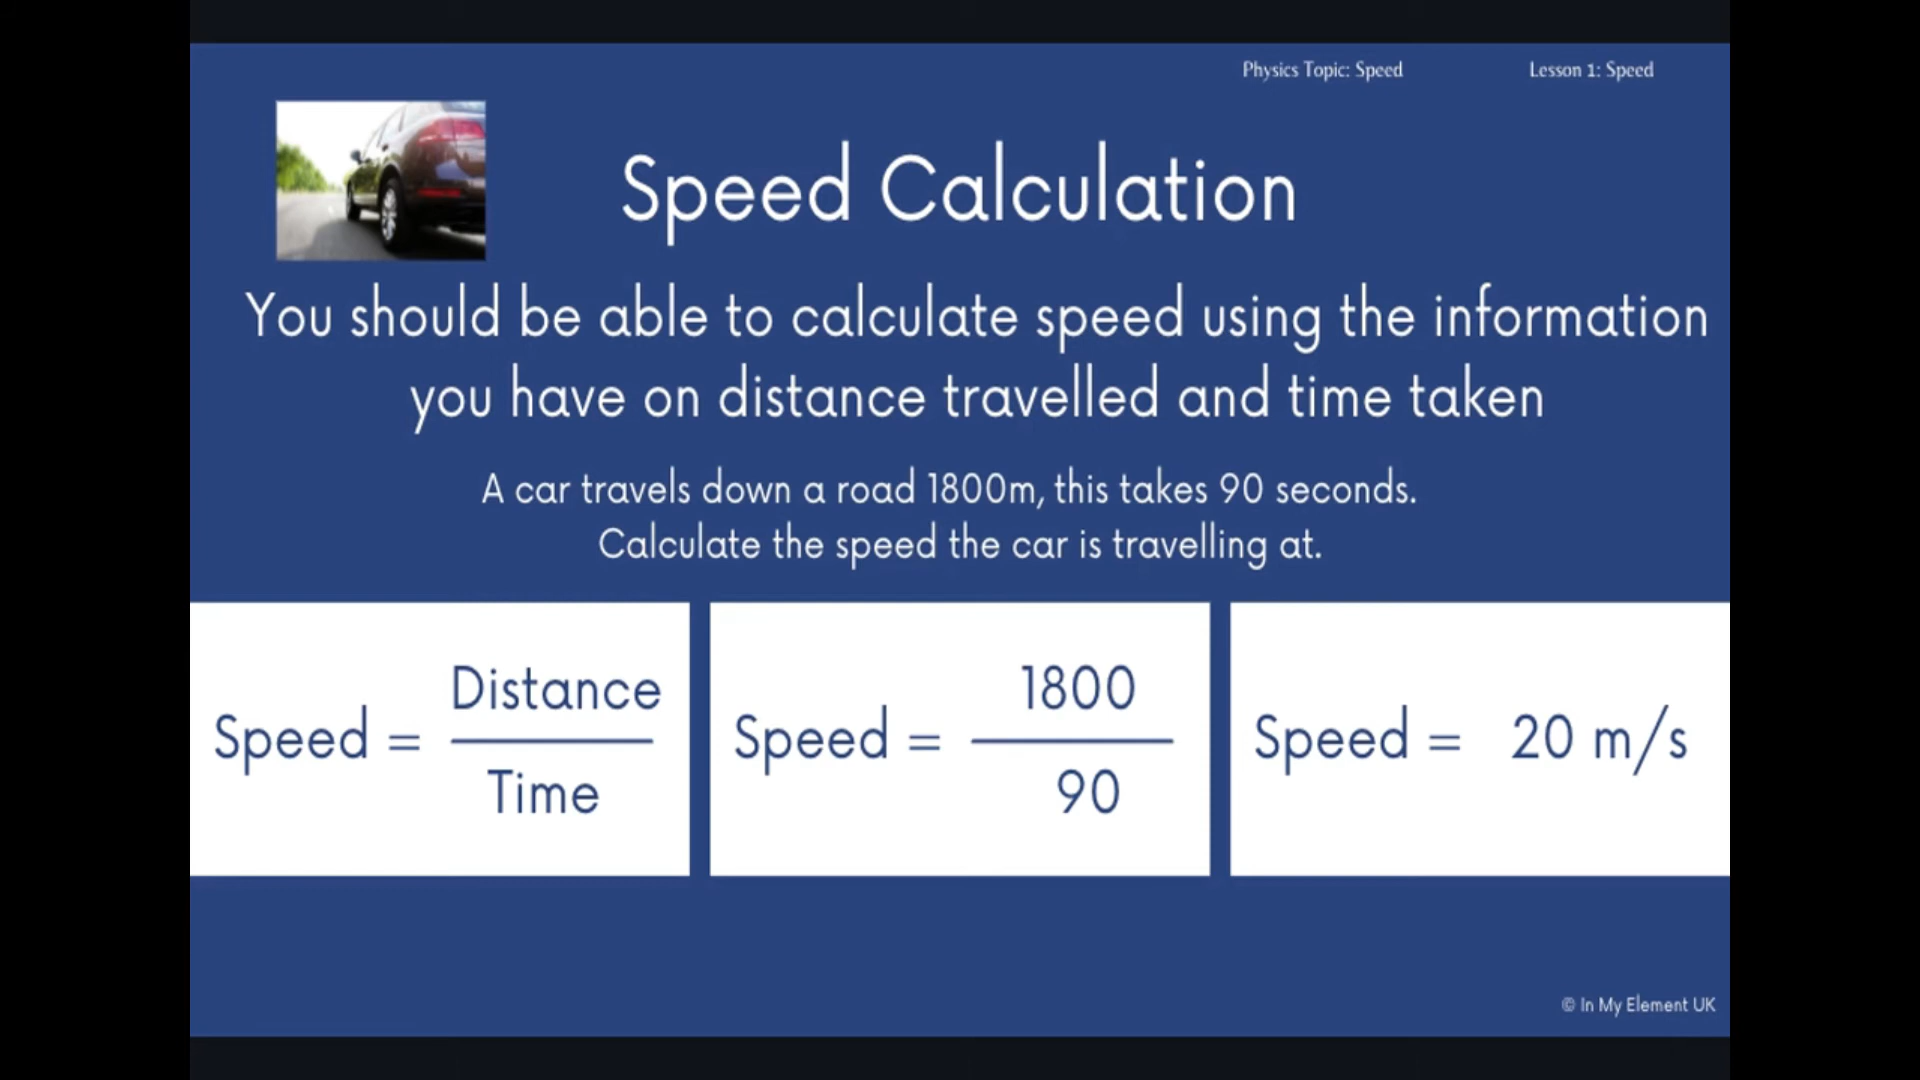 Physics Topic: Speed
Lesson 1: Speed
Speed Calculation
You should be able to calculate speed using the information
you have on distance travelled and time taken
A car travels down a road 1800m, this takes 90 seconds.
Calculate the speed the car is travelling at.
Speed =
Distance
Time
Speed =
1800
90
Speed = 20 m/s
© In My Element UK